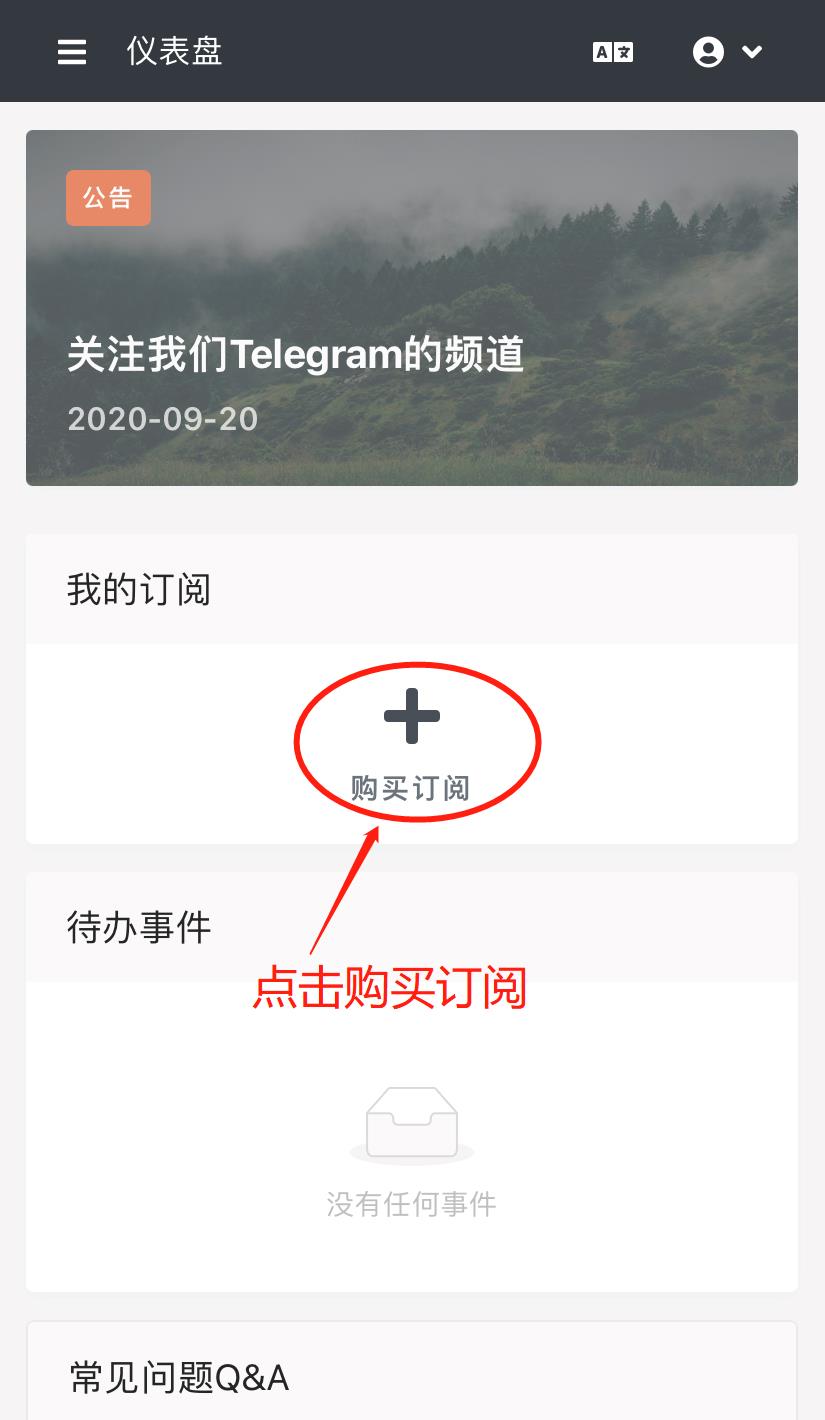 仪表盘
A 文
公告
关注我们Telegram的频道
2020-09-20
我的订阅
购买订阅
待办事件
点击购买订阅
没有任何事件
常见问题Q&A